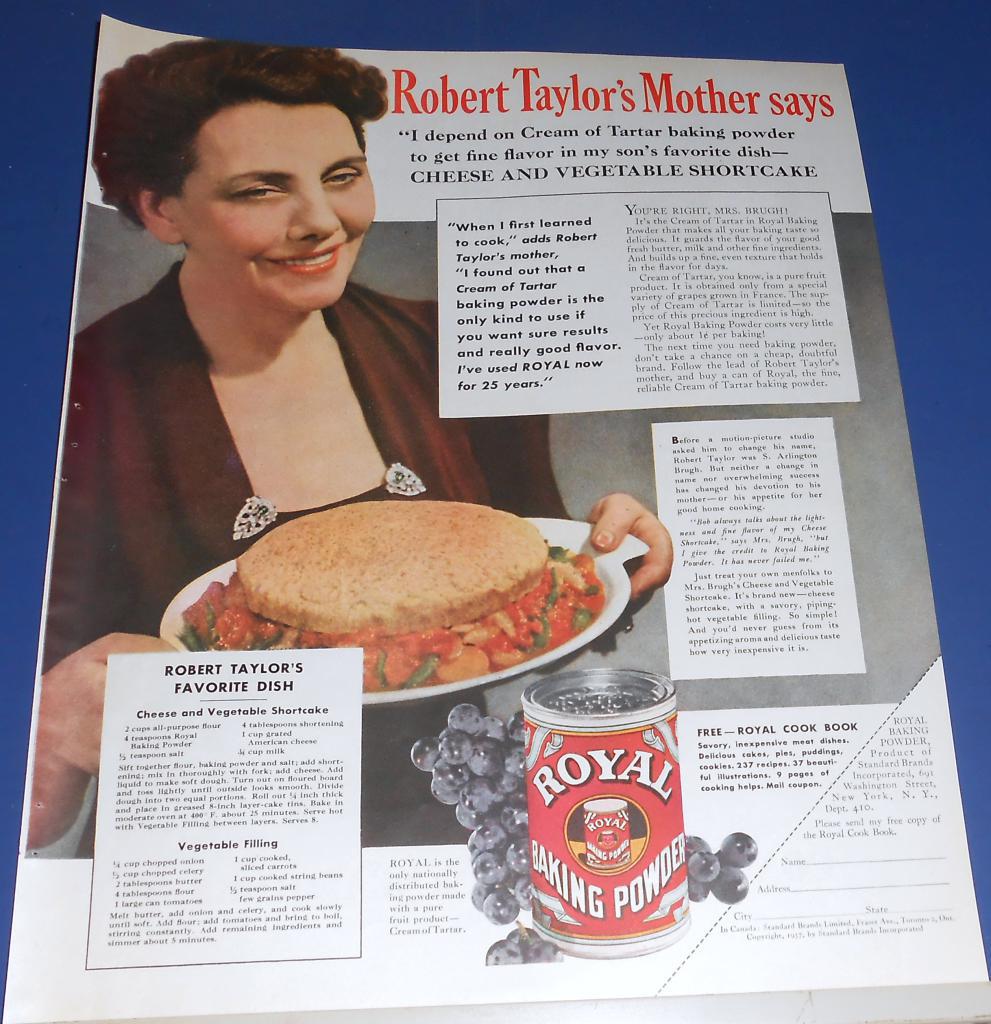 Robert Taylor's Mother says
"I depend on Cream of Tartar baking powder
to get fine flavor in my son's favorite dish—
CHEESE AND VEGETABLE SHORTCAKE
"When I first learned
to cook," adds Robert
Taylor's mother,
"I found out that a
Cream of Tartar
baking powder is the
only kind to use if
you want sure results
and really good flavor.
I've used ROYAL now
for 25 years."
YOU'RE RIGHT, MRS. BRUGH!
It's the Cream of Tartar in Royal Baking
Powder that makes all your baking taste so
delicious. It guards the flavor of your good
fresh butter, milk and other fine ingredients.
And builds up a fine, even texture that holds
in the flavor for days.
Cream of Tartar, you know, is a pure fruit
product. It is obtained only from a special
variety of grapes grown in France. The sup-
ply of Cream of Tartar is limited—so the
price of this precious ingredient is high.
Yet Royal Baking Powder costs very little
—only about 1¢ per baking!
The next time you need baking powder,
don't take a chance on a cheap, doubtful
brand. Follow the lead of Robert Taylor's
mother, and buy a can of Royal, the fine,
reliable Cream of Tartar baking powder.
Before a motion-picture studio
asked him to change his name,
Robert Taylor was S. Arlington
Brugh. But neither a change in
name nor overwhelming success
has changed his devotion to his
mother—or his appetite for her
good home cooking.
"Bob always talks about the light-
ness and fine flavor of my Cheese
Shortcake," says Mrs. Brugh, "but
I give the credit to Royal Baking
Powder. It has never failed me."
Just treat your own menfolks to
Mrs. Brugh's Cheese and Vegetable
Shortcake. It's brand new—cheese
shortcake, with a savory, piping-
hot vegetable filling. So simple!
And you'd never guess from its
appetizing aroma and delicious taste
how very inexpensive it is.
ROBERT TAYLOR'S
FAVORITE DISH
Cheese and Vegetable Shortcake
2 cups all-purpose flour
4 teaspoons Royal
Baking Powder
½ teaspoon salt
4 tablespoons shortening
1 cup grated
American cheese
¾ cup milk
Sift together flour, baking powder and salt; add short-
ening; mix in thoroughly with fork; add cheese. Add
liquid to make soft dough. Turn out on floured board
and toss lightly until outside looks smooth. Divide
dough into two equal portions. Roll out ¼ inch thick
and place in greased 8-inch layer-cake tins. Bake in
moderate oven at 400° F. about 25 minutes. Serve hot
with Vegetable Filling between layers. Serves 8.
Vegetable Filling
¼ cup chopped onion
½ cup chopped celery
2 tablespoons butter
4 tablespoons flour
1 large can tomatoes
1 cup cooked,
sliced carrots
1 cup cooked string beans
½ teaspoon salt
few grains pepper
Melt butter, add onion and celery, and cook slowly
until soft. Add flour; add tomatoes and bring to boil,
stirring constantly. Add remaining ingredients and
simmer about 5 minutes.
ROYAL is the
only nationally
distributed bak-
ing powder made
with a pure
fruit product—
Cream of Tartar.
ROYAL
ROYAL
BAKING POWDER
BAKING POWDER
FREE—ROYAL COOK BOOK
Savory, inexpensive meat dishes.
Delicious cakes, pies, puddings,
cookies. 237 recipes. 37 beauti-
ful illustrations. 9 pages of
cooking helps. Mail coupon.
ROYAL
BAKING
POWDER,
Product of
Standard Brands
Incorporated, 691
Washington Street,
New York, N. Y.,
Dept. 410.
Please send my free copy of
the Royal Cook Book.
Name
Address
City State
In Canada: Standard Brands Limited, Fraser Ave., Toronto 2, Ont.
Copyright, 1937, by Standard Brands Incorporated